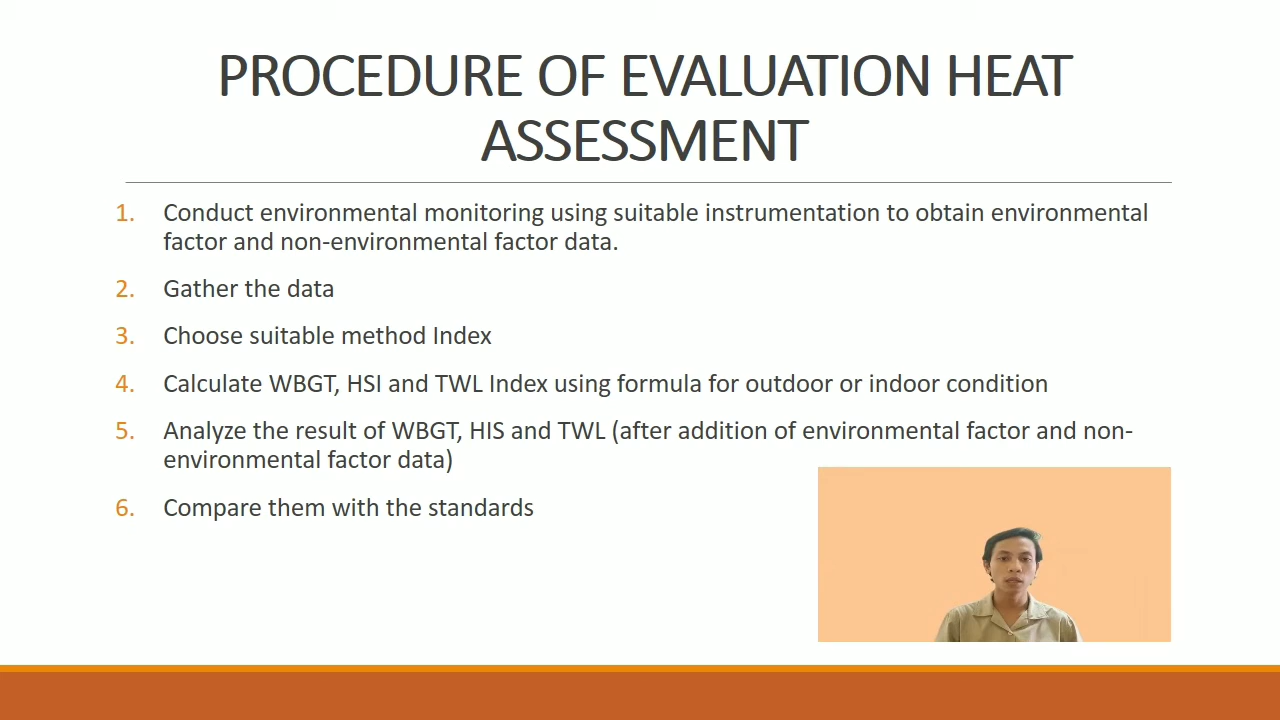 PROCEDURE OF EVALUATION HEAT
ASSESSMENT
1. Conduct environmental monitoring using suitable instrumentation to obtain environmental
factor and non-environmental factor data.
2. Gather the data
3. Choose suitable method Index
4. Calculate WBGT, HSI and TWL Index using formula for outdoor or indoor condition
5. Analyze the result of WBGT, HIS and TWL (after addition of environmental factor and non-
environmental factor data)
6. Compare them with the standards